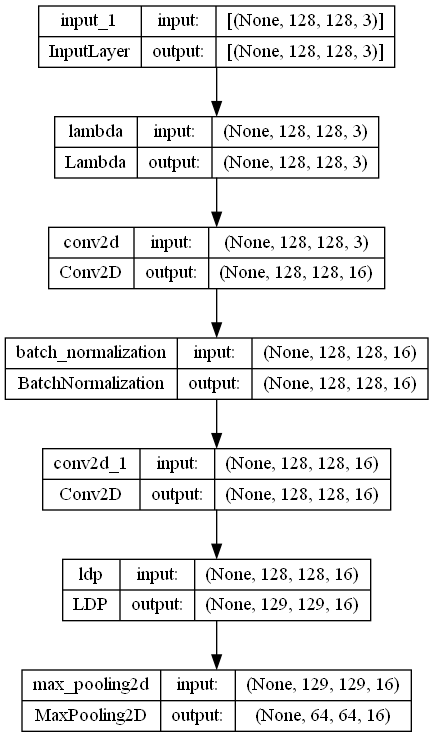 input_1 input: [(None, 128, 128, 3)]
InputLayer output: [(None, 128, 128, 3)]
lambda input: (None, 128, 128, 3)
Lambda output: (None, 128, 128, 3)
conv2d input: (None, 128, 128, 3)
Conv2D output: (None, 128, 128, 16)
batch_normalization input: (None, 128, 128, 16)
BatchNormalization output: (None, 128, 128, 16)
conv2d_1 input: (None, 128, 128, 16)
Conv2D output: (None, 128, 128, 16)
ldp input: (None, 128, 128, 16)
LDP output: (None, 129, 129, 16)
max_pooling2d input: (None, 129, 129, 16)
MaxPooling2D output: (None, 64, 64, 16)